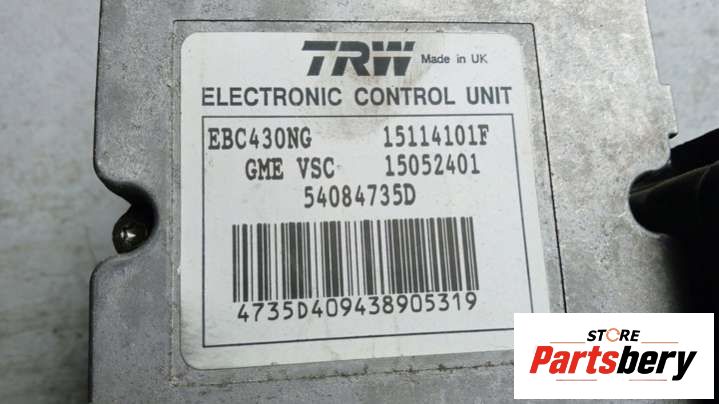 TRW Made in UK
ELECTRONIC CONTROL UNIT
EBC430NG 15114101F
GME VSC 15052401
54084735D
4735D409438905319
STORE
Partsbery